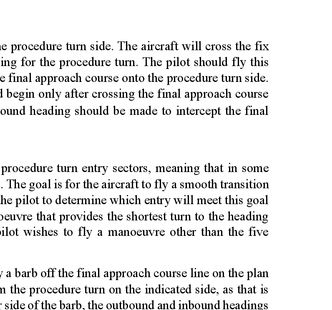 e procedure turn side. The aircraft will cross the fix
ing for the procedure turn. The pilot should fly this
e final approach course onto the procedure turn side.
d begin only after crossing the final approach course
ound heading should be made to intercept the final
procedure turn entry sectors, meaning that in some
. The goal is for the aircraft to fly a smooth transition
he pilot to determine which entry will meet this goal
oeuvre that provides the shortest turn to the heading
pilot wishes to fly a manoeuvre other than the five
y a barb off the final approach course line on the plan
n the procedure turn on the indicated side, as that is
r side of the barb, the outbound and inbound headings